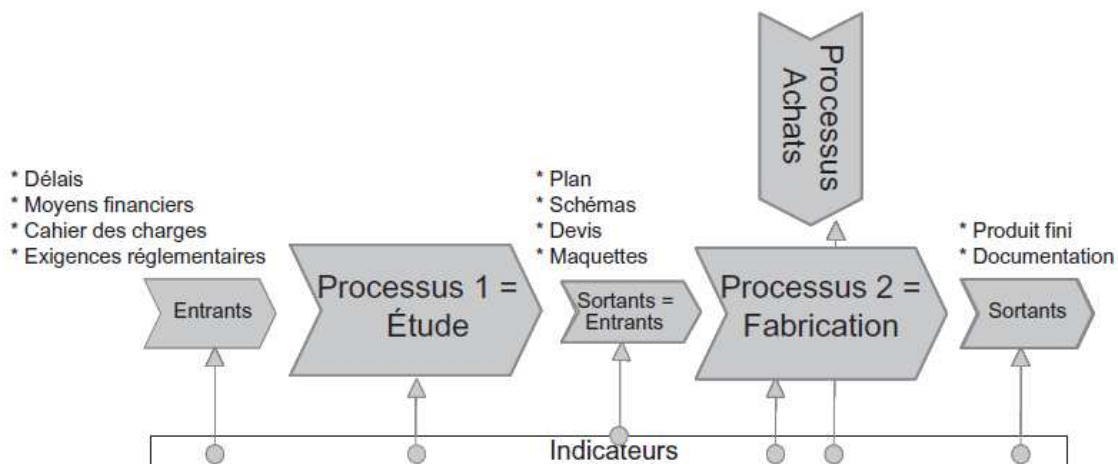 Processus
Achats
* Délais
* Moyens financiers
* Cahier des charges
* Exigences réglementaires
* Plan
* Schémas
* Devis
* Maquettes
* Produit fini
* Documentation
Entrants
Processus 1 =
Étude
Sortants =
Entrants
Processus 2 =
Fabrication
Sortants
Indicateurs